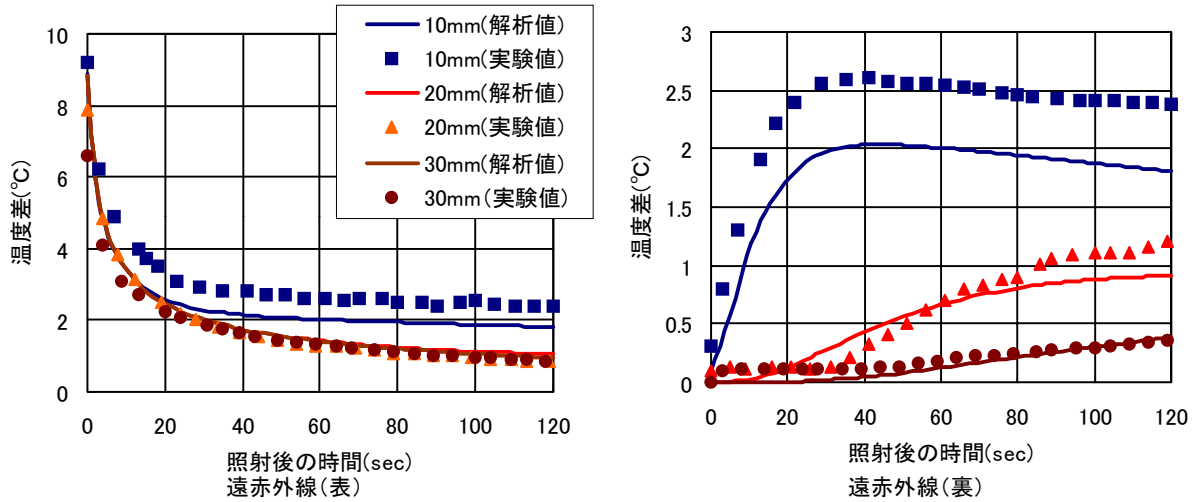 10mm(解析値)
10mm(実験値)
20mm(解析値)
20mm(実験値)
30mm(解析値)
30mm(実験値)
温度差(℃)
10
8
6
4
2
0
0 20 40 60 80 100 120
照射後の時間(sec)
遠赤外線(表)
温度差(℃)
3
2.5
2
1.5
1
0.5
0
0 20 40 60 80 100 120
照射後の時間(sec)
遠赤外線(裏)